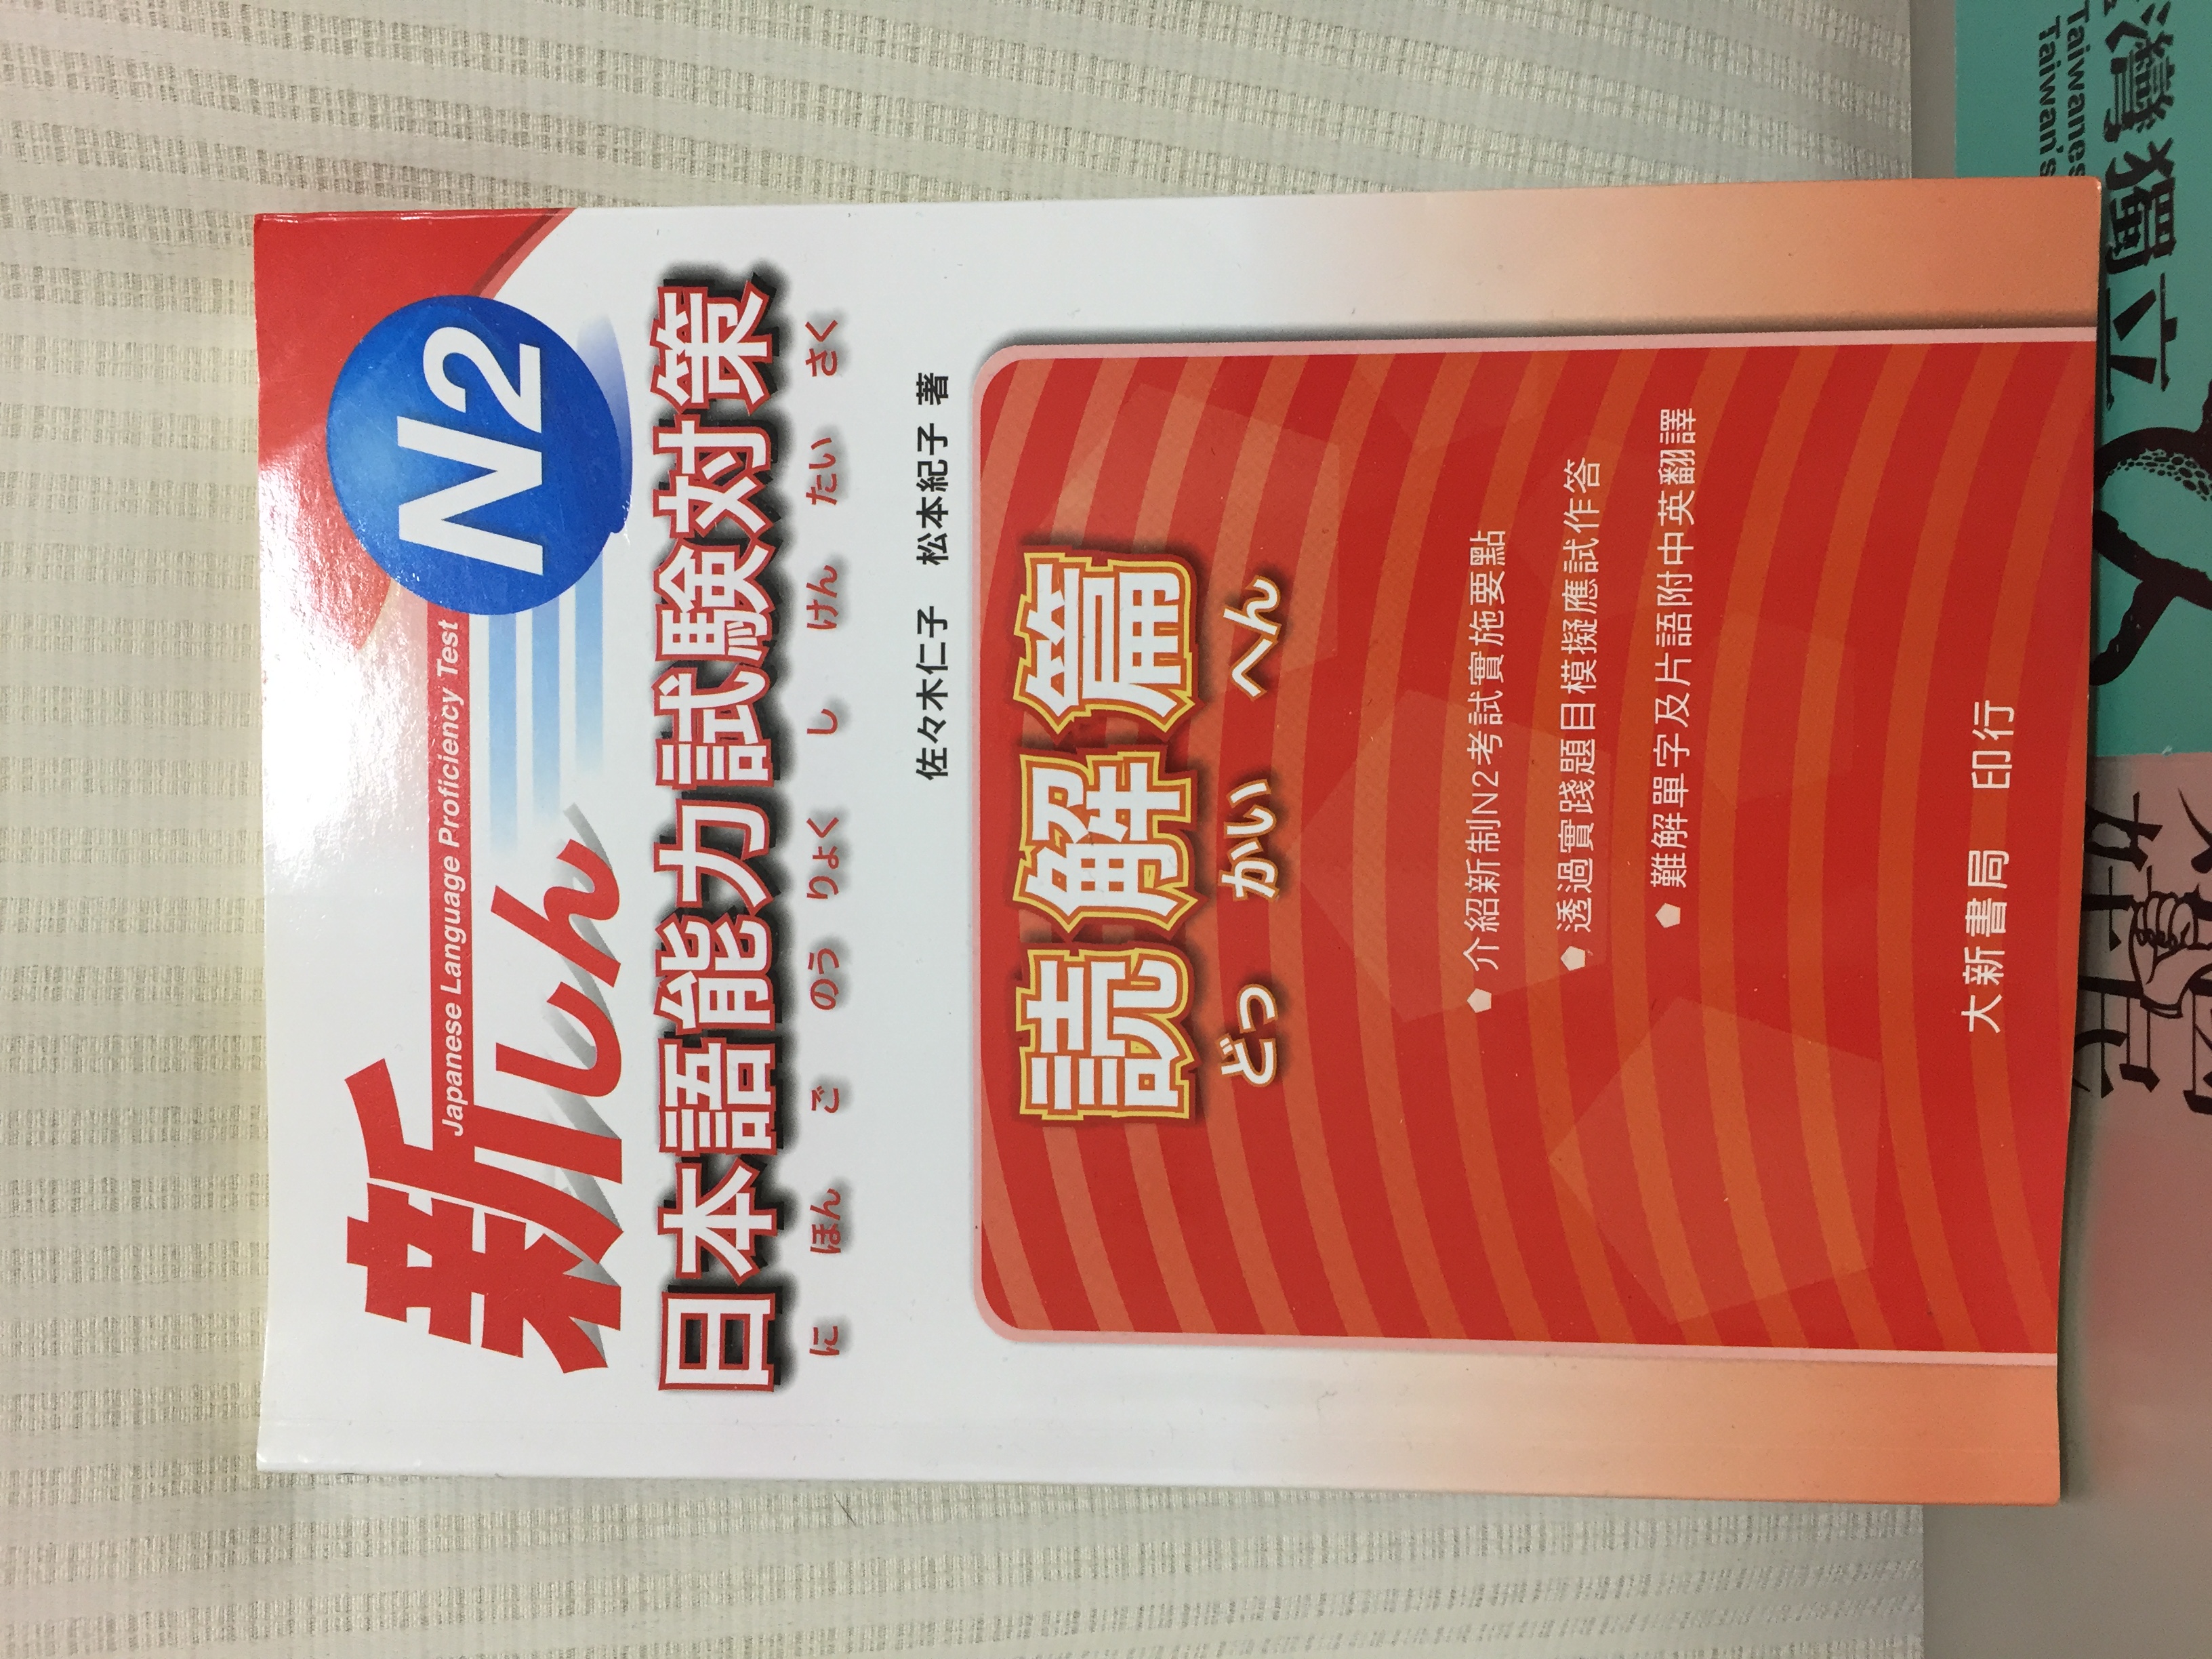 Japanese Language Proficiency Test
N2
新しん
日本語能力試験対策
に ほん ご のう りょく し けん たい さく
佐々木仁子 松本紀子 著
読解篇
どっ かい へん
介紹新制N2考試實施要點
透過實踐題目模擬應試作答
難解單字及片語附中英翻譯
大新書局 印行
灣獨立
Taiwan's